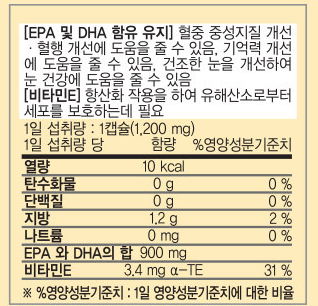 [EPA 및 DHA 함유 유지] 혈중 중성지질 개선
· 혈행 개선에 도움을 줄 수 있음, 기억력 개선
에 도움을 줄 수 있음, 건조한 눈을 개선하여
눈 건강에 도움을 줄 수 있음
[비타민E] 항산화 작용을 하여 유해산소로부터
세포를 보호하는데 필요
1일 섭취량 : 1캡슐(1,200 mg)
1일 섭취량 당 함량 %영양성분기준치
열량 10 kcal
탄수화물 0 g 0 %
단백질 0 g 0 %
지방 1.2 g 2 %
나트륨 0 mg 0 %
EPA 와 DHA의 합 900 mg
비타민E 3.4 mg α-TE 31 %
※ %영양성분기준치 : 1일 영양성분기준치에 대한 비율